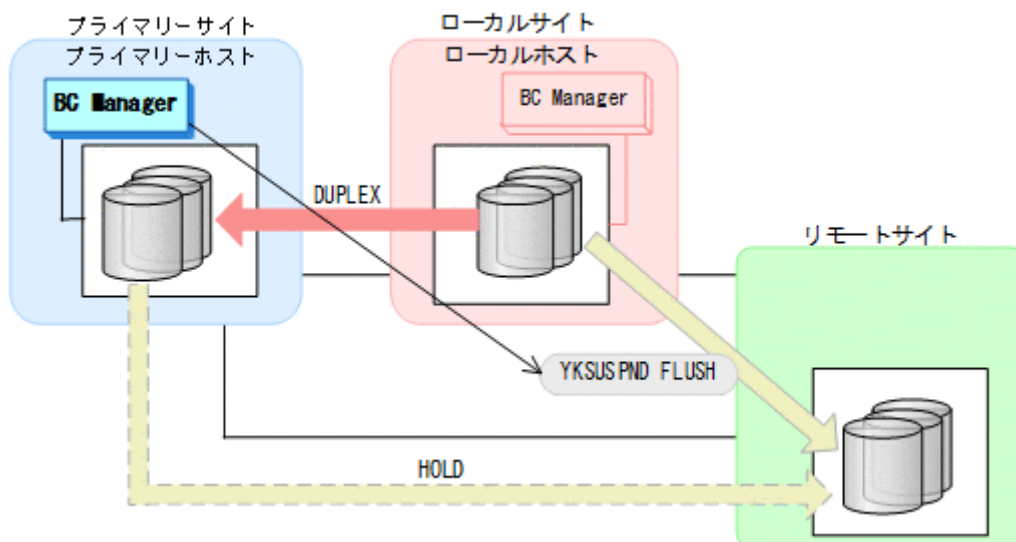 プライマリーサイト
プライマリーホスト
BC Manager
ローカルサイト
ローカルホスト
BC Manager
DUPLEX
リモートサイト
YKSUSPND FLUSH
HOLD